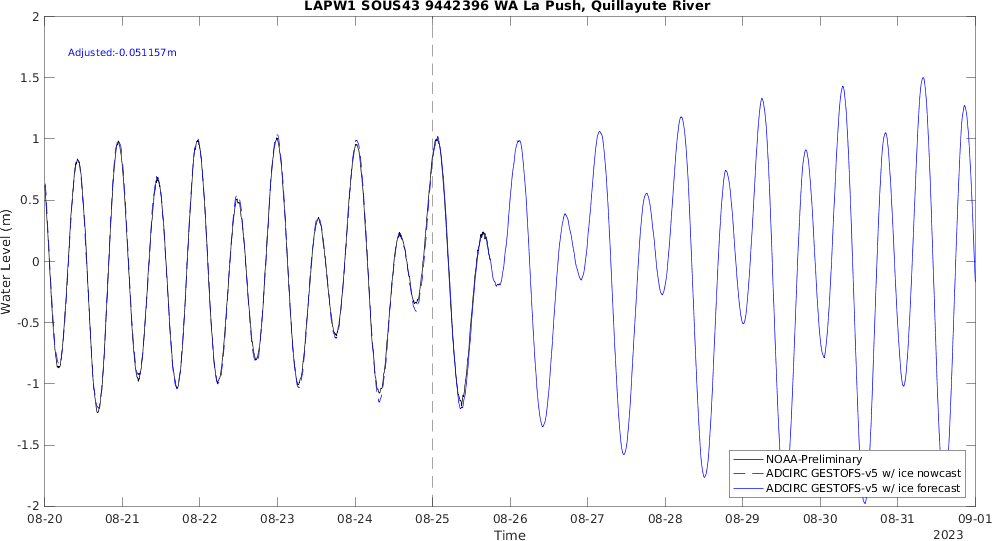 LAPW1 SOUS43 9442396 WA La Push, Quillayute River
Adjusted:-0.051157m
Water Level (m)
2
1.5
1
0.5
0
-0.5
-1
-1.5
-2
NOAA-Preliminary
ADCIRC GESTOFS-v5 w/ ice nowcast
ADCIRC GESTOFS-v5 w/ ice forecast
08-20 08-21 08-22 08-23 08-24 08-25 08-26 08-27 08-28 08-29 08-30 08-31 09-01
Time
2023